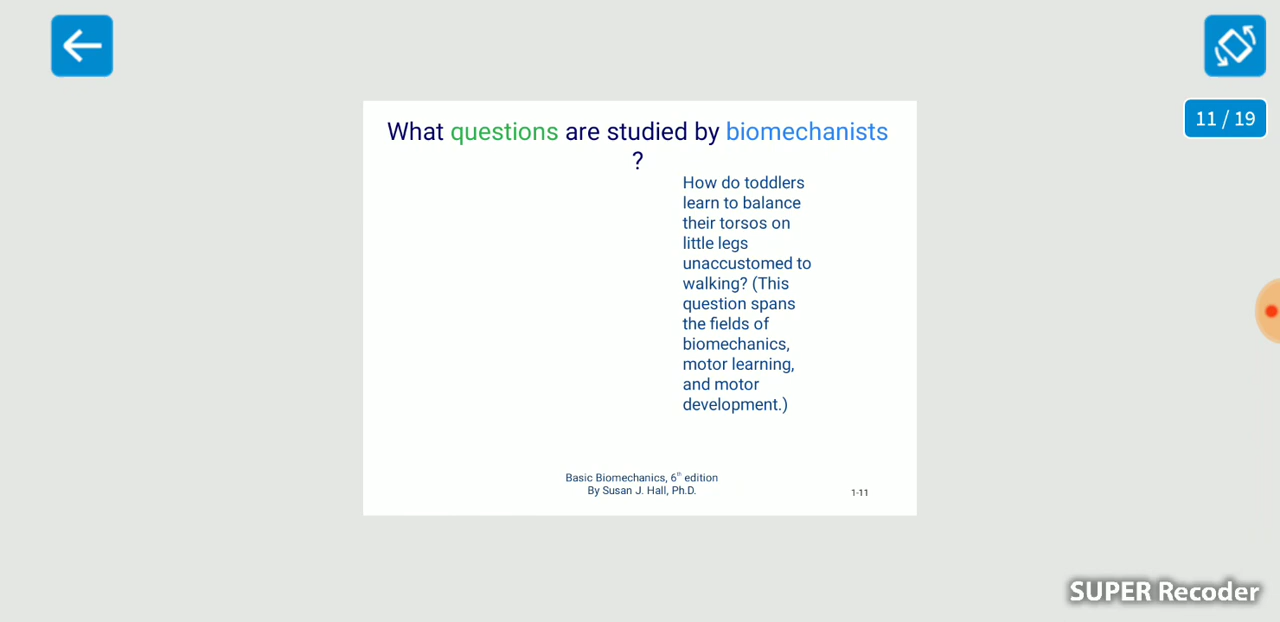 11 / 19
What questions are studied by biomechanists
?
How do toddlers
learn to balance
their torsos on
little legs
unaccustomed to
walking? (This
question spans
the fields of
biomechanics,
motor learning,
and motor
development.)
Basic Biomechanics, 6th edition
By Susan J. Hall, Ph.D.
1-11
SUPER Recoder